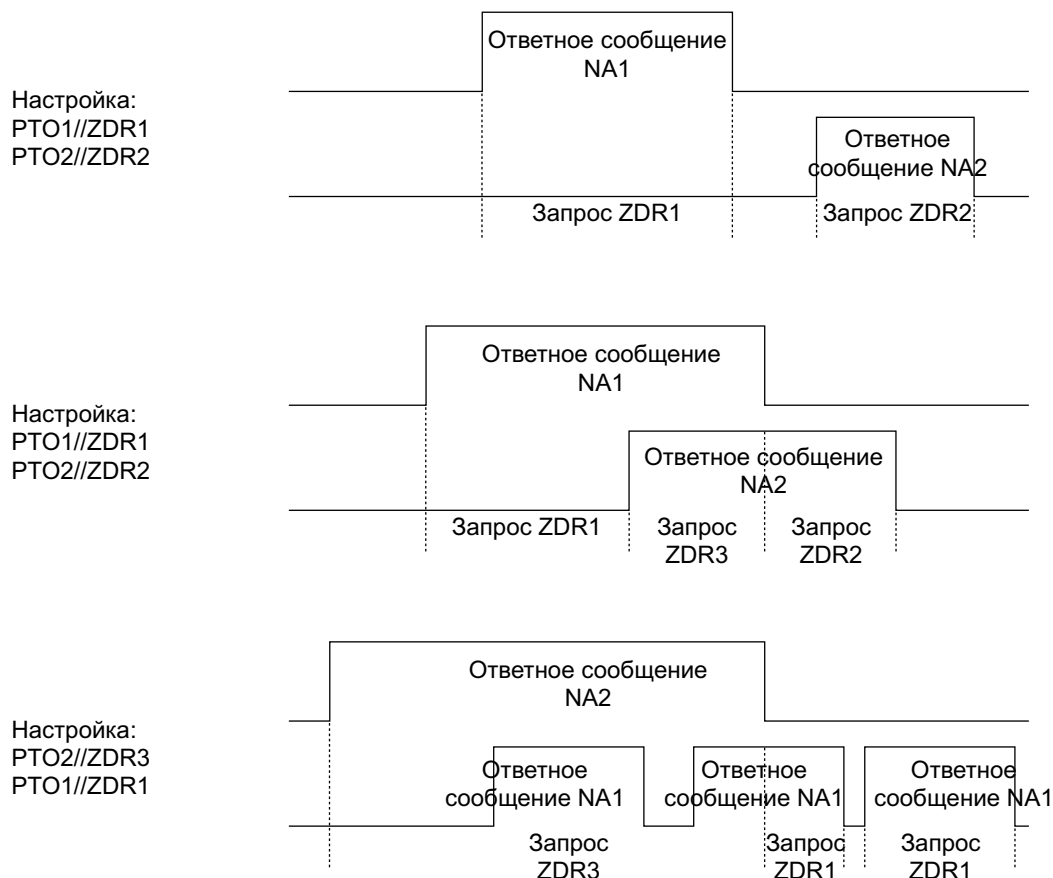 Ответное сообщение
NA1
Настройка:
PTO1//ZDR1
PTO2//ZDR2
Ответное
сообщение NA2
Запрос ZDR1
Запрос ZDR2
Ответное сообщение
NA1
Настройка:
PTO1//ZDR1
PTO2//ZDR2
Ответное сообщение
NA2
Запрос ZDR1
Запрос
ZDR3
Запрос
ZDR2
Ответное сообщение
NA2
Настройка:
PTO2//ZDR3
PTO1//ZDR1
Ответное
сообщение NA1
Ответное
сообщение NA1
Ответное
сообщение NA1
Запрос
ZDR3
Запрос
ZDR1
Запрос
ZDR1